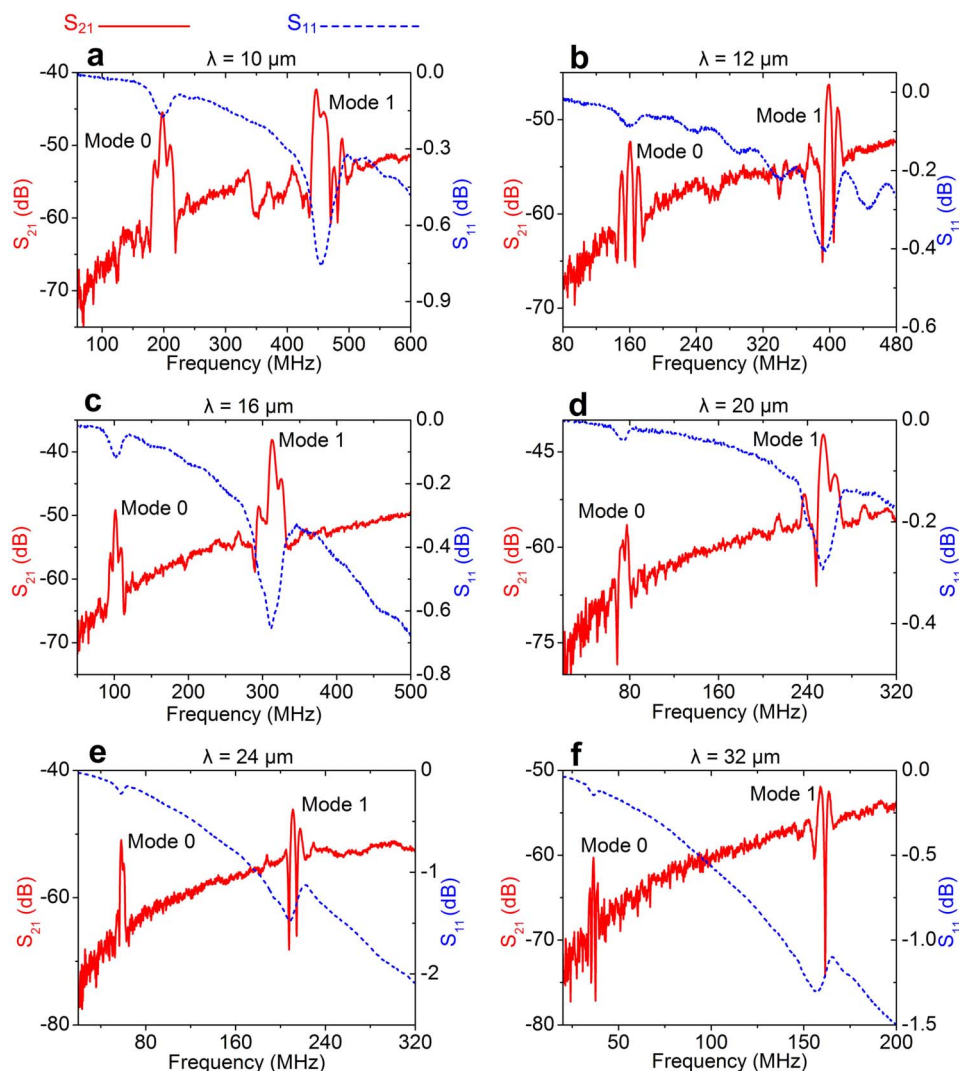 S21 S11
a λ = 10 µm
-40 0.0
Mode 1
-50 Mode 0 -0.3
-60 -0.6
-70 -0.9
S21 (dB) S11 (dB)
100 200 300 400 500 600
Frequency (MHz)
b λ = 12 µm
0.0
-50 Mode 1 -0.1
Mode 0
-0.2
-60 -0.3
-0.4
-70 -0.5
-0.6
S21 (dB) S11 (dB)
80 160 240 320 400 480
Frequency (MHz)
c λ = 16 µm
0.0
-40 Mode 1
-0.2
-50 Mode 0
-0.4
-60
-0.6
-70
-0.8
S21 (dB) S11 (dB)
100 200 300 400 500
Frequency (MHz)
d λ = 20 µm
0.0
-45 Mode 1
Mode 0 -0.2
-60
-0.4
-75
S21 (dB) S11 (dB)
80 160 240 320
Frequency (MHz)
e λ = 24 µm
-40 0
-50 Mode 1
Mode 0
-60 -1
-70 -2
-80
S21 (dB) S11 (dB)
80 160 240 320
Frequency (MHz)
f λ = 32 µm
-50 0.0
Mode 1
-60 Mode 0 -0.5
-70 -1.0
-80 -1.5
S21 (dB) S11 (dB)
50 100 150 200
Frequency (MHz)